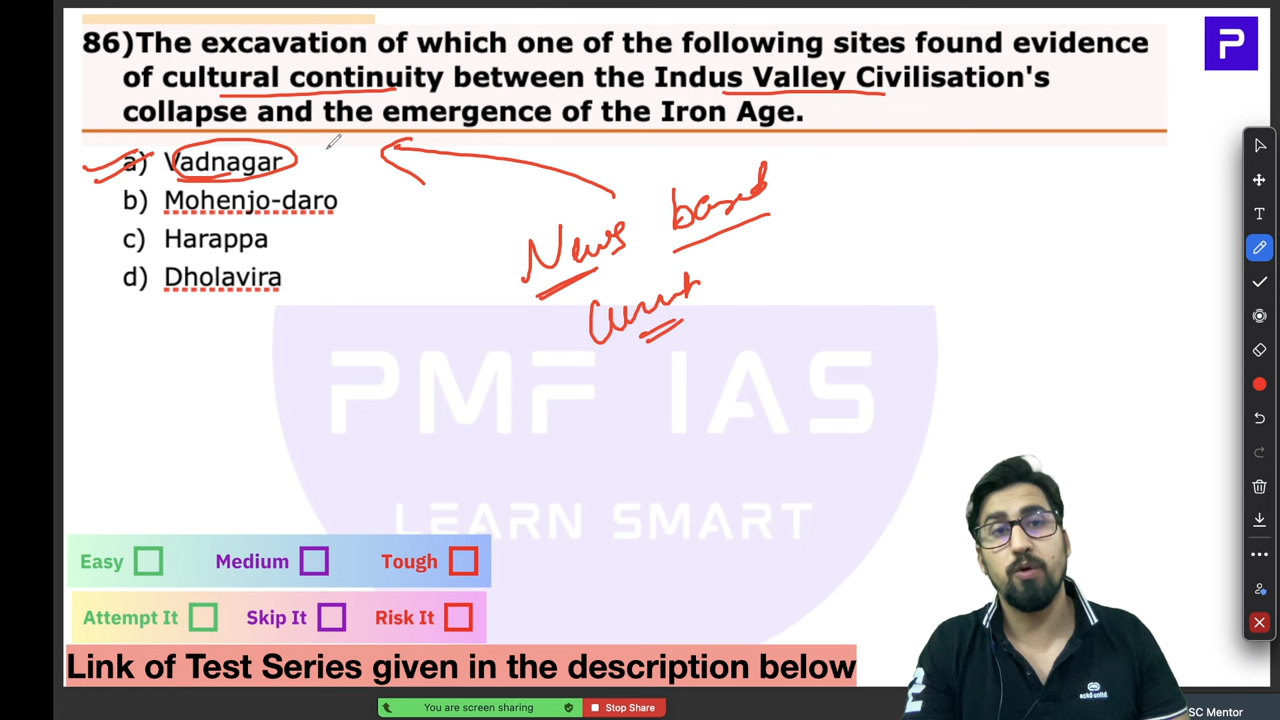 86)The excavation of which one of the following sites found evidence
of cultural continuity between the Indus Valley Civilisation's
collapse and the emergence of the Iron Age.
a) Vadnagar
b) Mohenjo-daro
c) Harappa
d) Dholavira
News based
Current
P
T
PMF IAS
LEARN SMART
Easy Medium Tough
Attempt It Skip It Risk It
Link of Test Series given in the description below
You are screen sharing Stop Share
SC Mentor